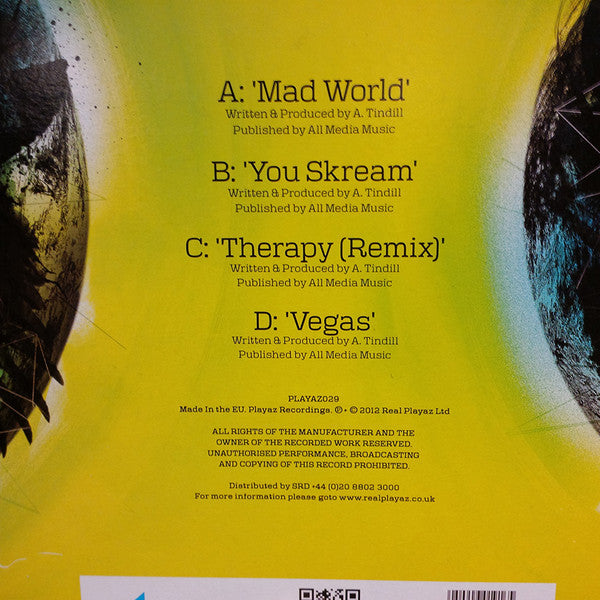 A: 'Mad World'
Written & Produced by A. Tindill
Published by All Media Music
B: 'You Skream'
Written & Produced by A. Tindill
Published by All Media Music
C: 'Therapy (Remix)'
Written & Produced by A. Tindill
Published by All Media Music
D: 'Vegas'
Written & Produced by A. Tindill
Published by All Media Music
PLAYAZ029
Made In the EU. Playaz Recordings. ℗ + © 2012 Real Playaz Ltd
ALL RIGHTS OF THE MANUFACTURER AND THE
OWNER OF THE RECORDED WORK RESERVED.
UNAUTHORISED PERFORMANCE, BROADCASTING
AND COPYING OF THIS RECORD PROHIBITED.
Distributed by SRD +44 (0)20 8802 3000
For more information please goto www.realplayaz.co.uk